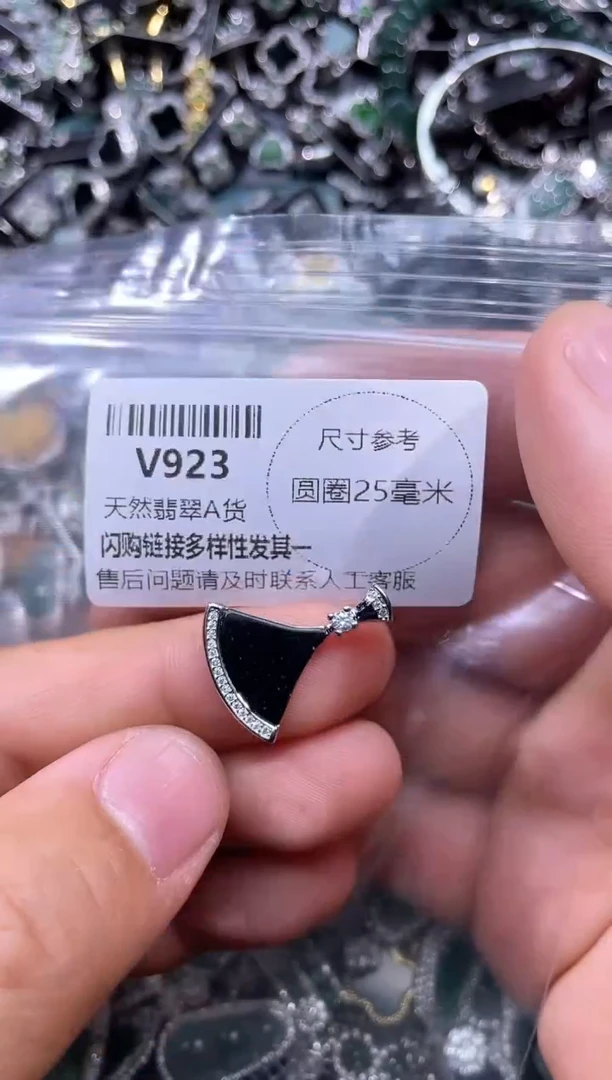 V923
天然翡翠A货
闪购链接多样性发其一
售后问题请及时联系人工客服
尺寸参考
圆圈25毫米